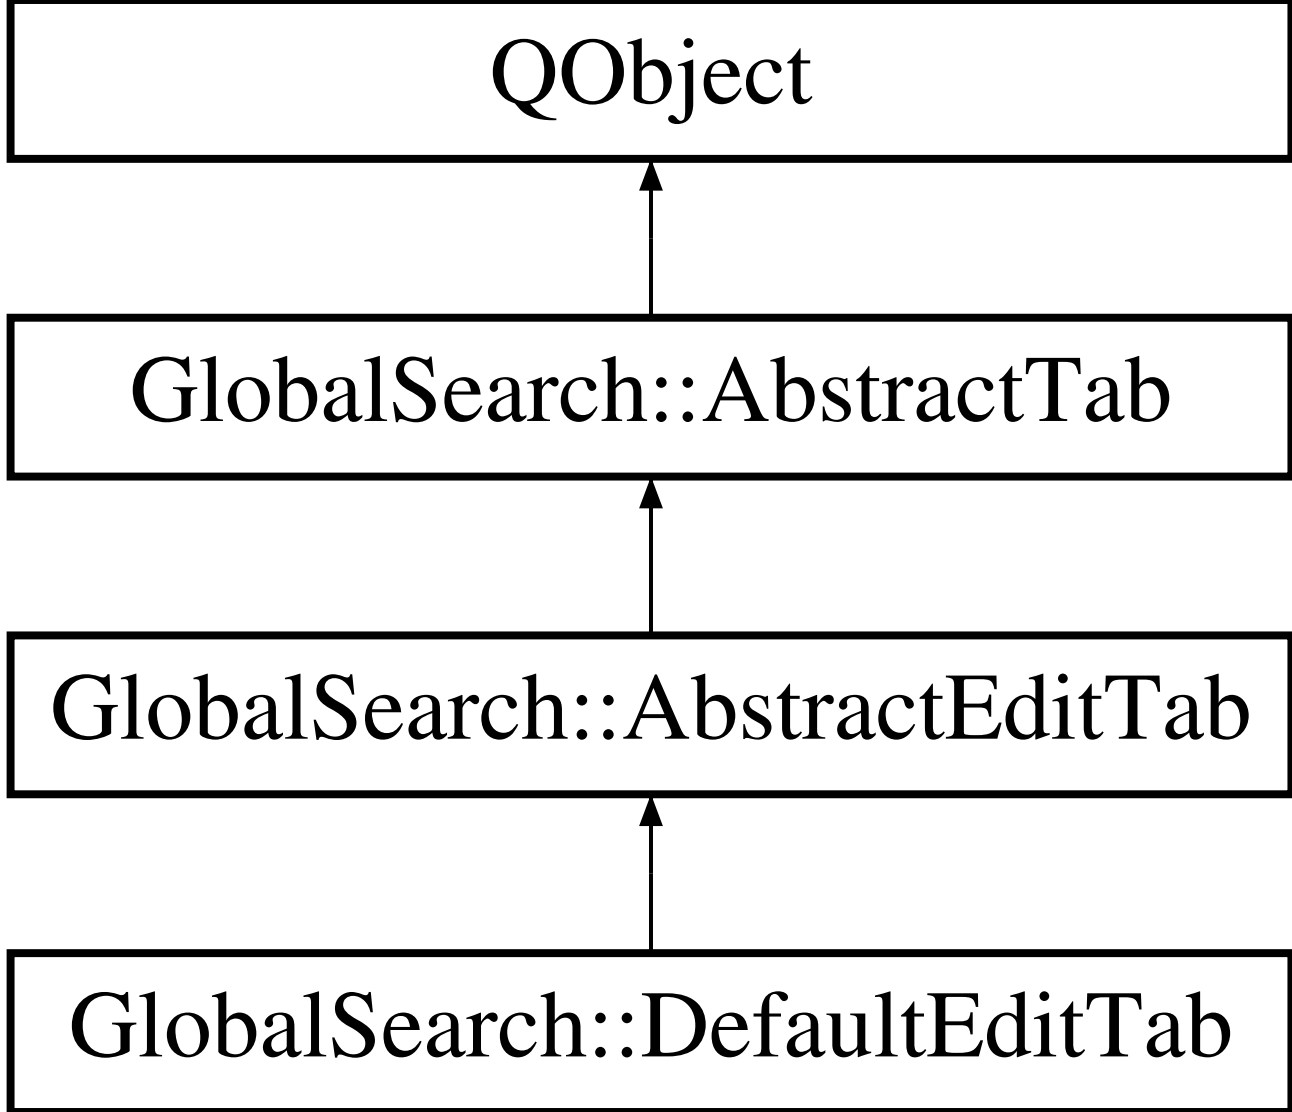 QObject
GlobalSearch::AbstractTab
GlobalSearch::AbstractEditTab
GlobalSearch::DefaultEditTab